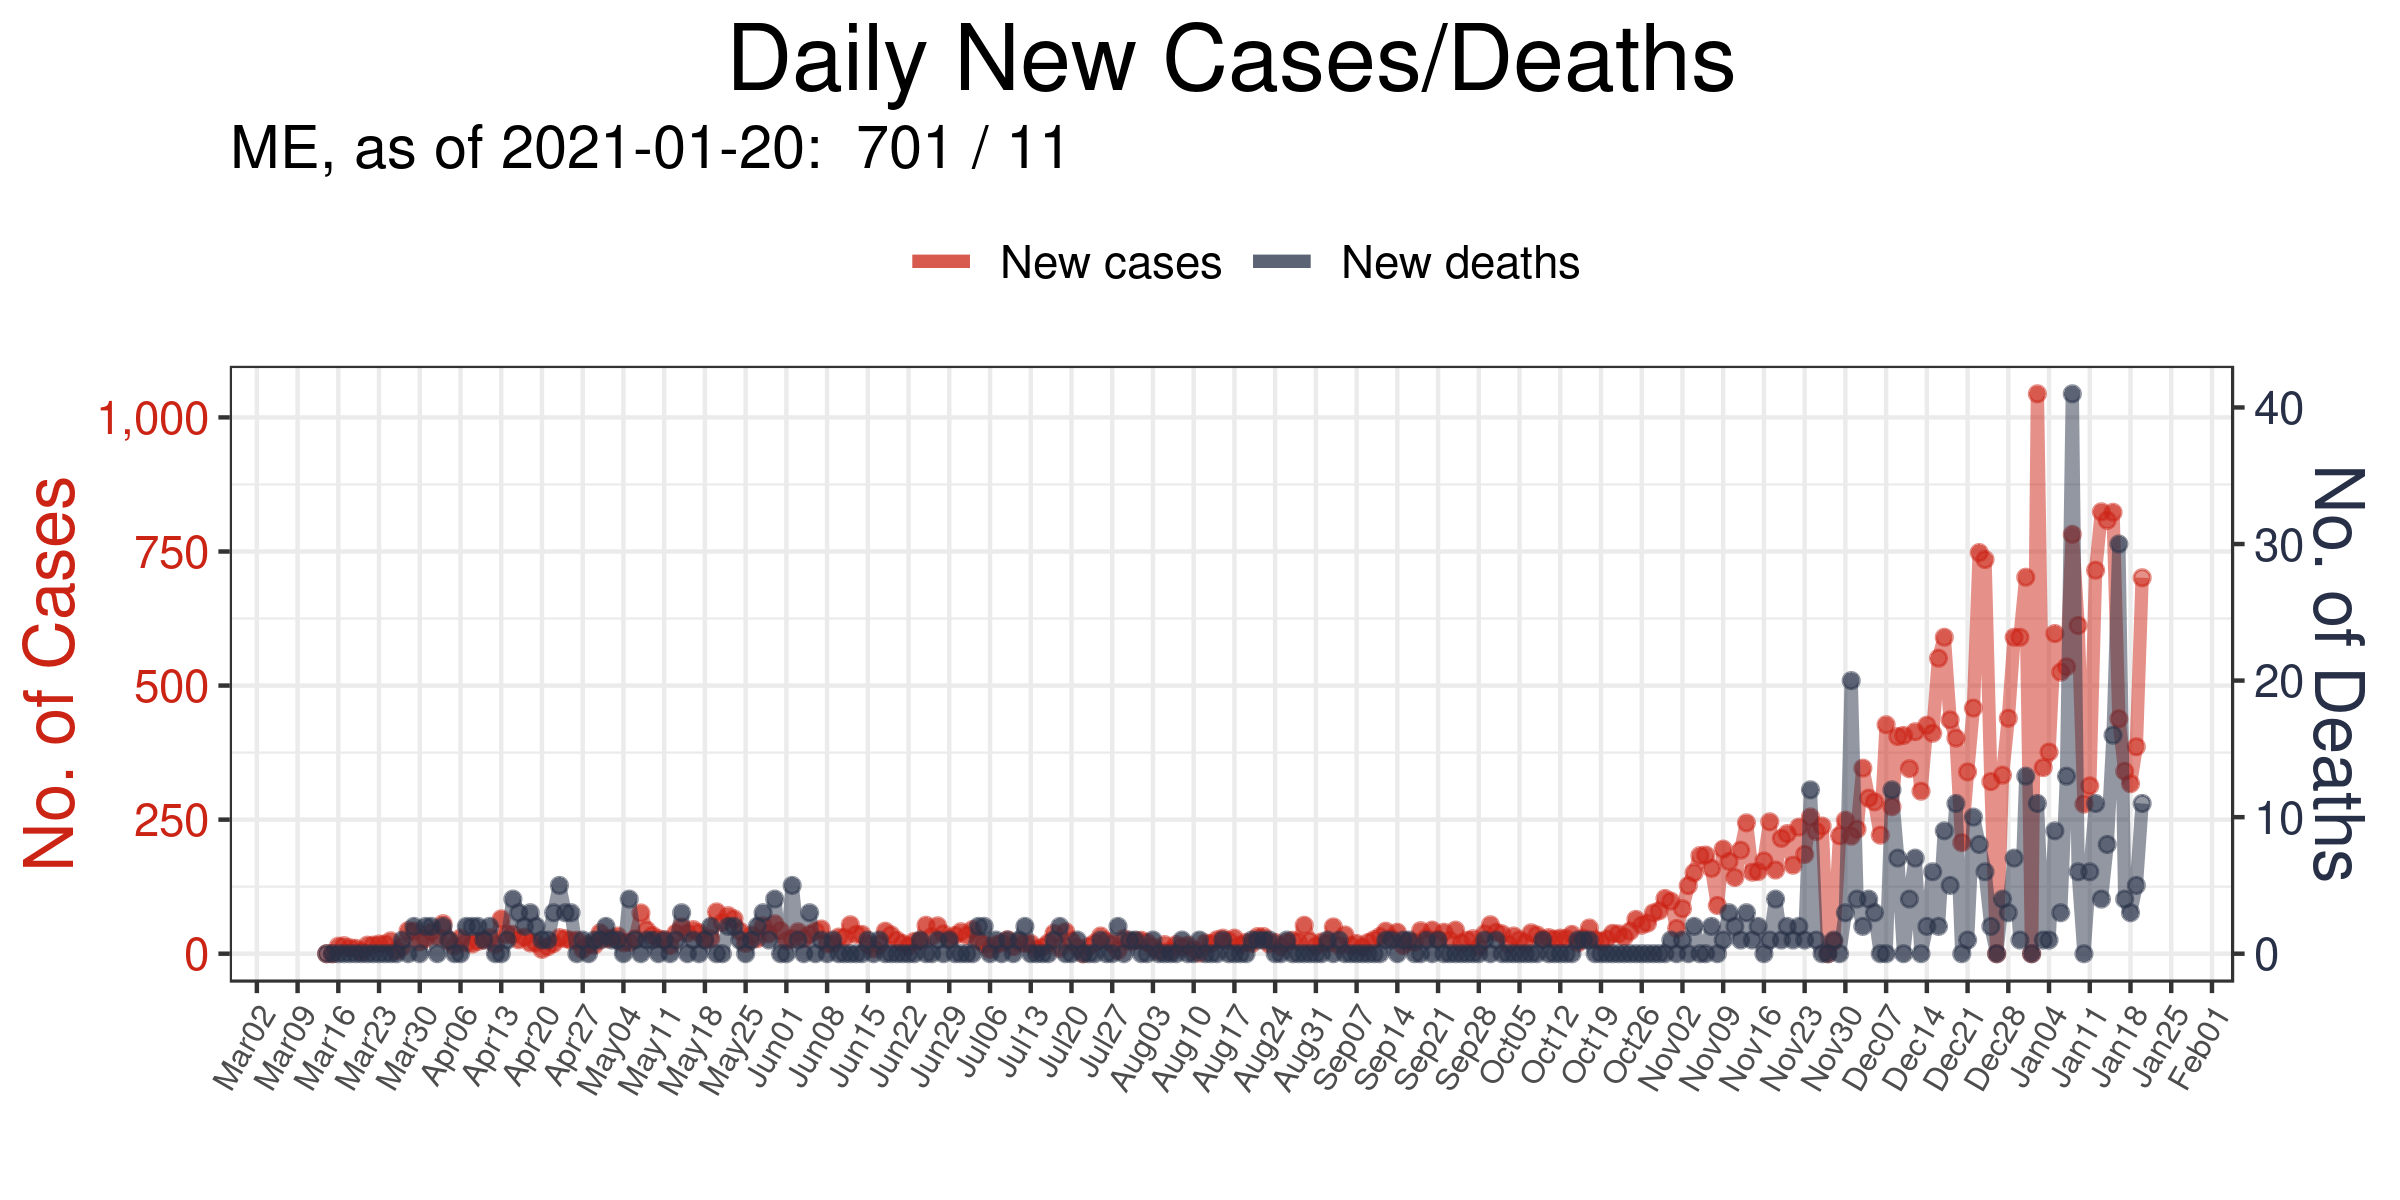 Daily New Cases/Deaths
ME, as of 2021-01-20:  701 / 11
New cases
New deaths
No. of Cases
1,000
750
500
250
0
40
30
20
10
0
No. of Deaths
Mar02
Mar09
Mar16
Mar23
Mar30
Apr06
Apr13
Apr20
Apr27
May04
May11
May18
May25
Jun01
Jun08
Jun15
Jun22
Jun29
Jul06
Jul13
Jul20
Jul27
Aug03
Aug10
Aug17
Aug24
Aug31
Sep07
Sep14
Sep21
Sep28
Oct05
Oct12
Oct19
Oct26
Nov02
Nov09
Nov16
Nov23
Nov30
Dec07
Dec14
Dec21
Dec28
Jan04
Jan11
Jan18
Jan25
Feb01